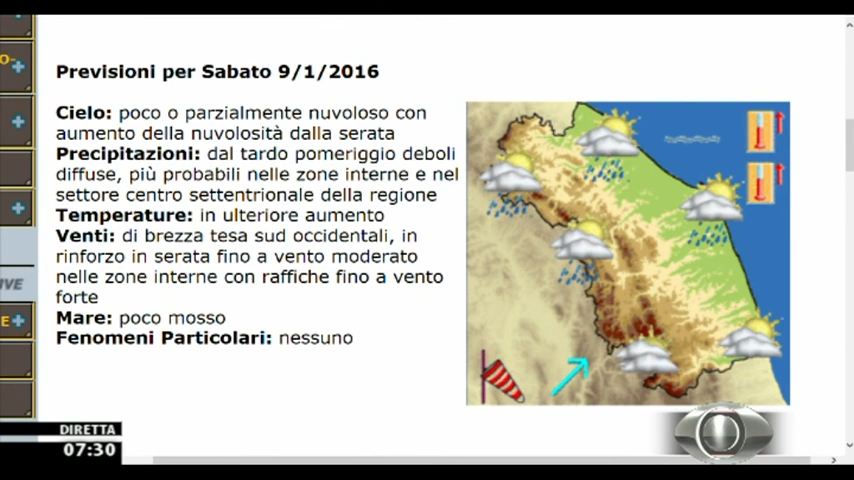 O-
Previsioni per Sabato 9/1/2016
Cielo: poco o parzialmente nuvoloso con
aumento della nuvolosità dalla serata
Precipitazioni: dal tardo pomeriggio deboli
diffuse, più probabili nelle zone interne e nel
settore centro settentrionale della regione
Temperature: in ulteriore aumento
Venti: di brezza tesa sud occidentali, in
rinforzo in serata fino a vento moderato
nelle zone interne con raffiche fino a vento
forte
Mare: poco mosso
Fenomeni Particolari: nessuno
IVE
E
DIRETTA
07:30